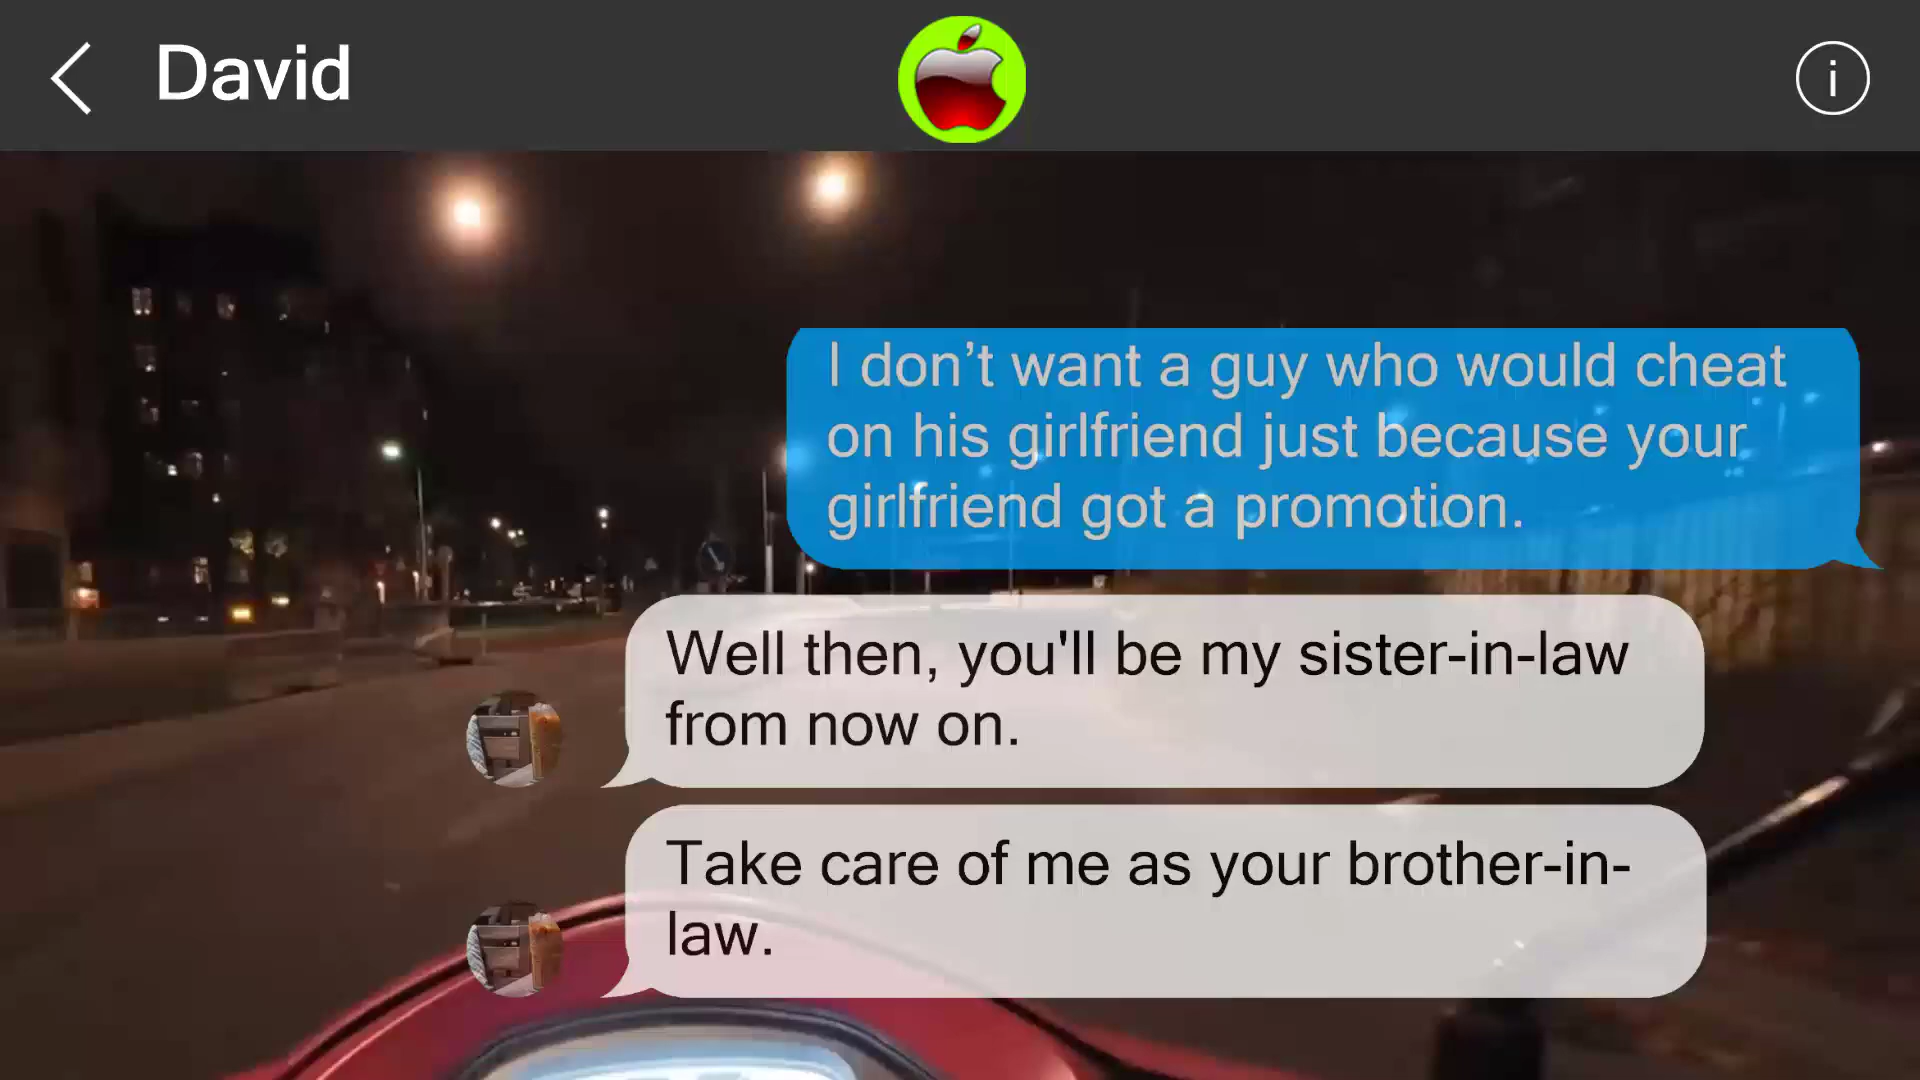 David
I don’t want a guy who would cheat
on his girlfriend just because your
girlfriend got a promotion.
Well then, you'll be my sister-in-law
from now on.
Take care of me as your brother-in-
law.